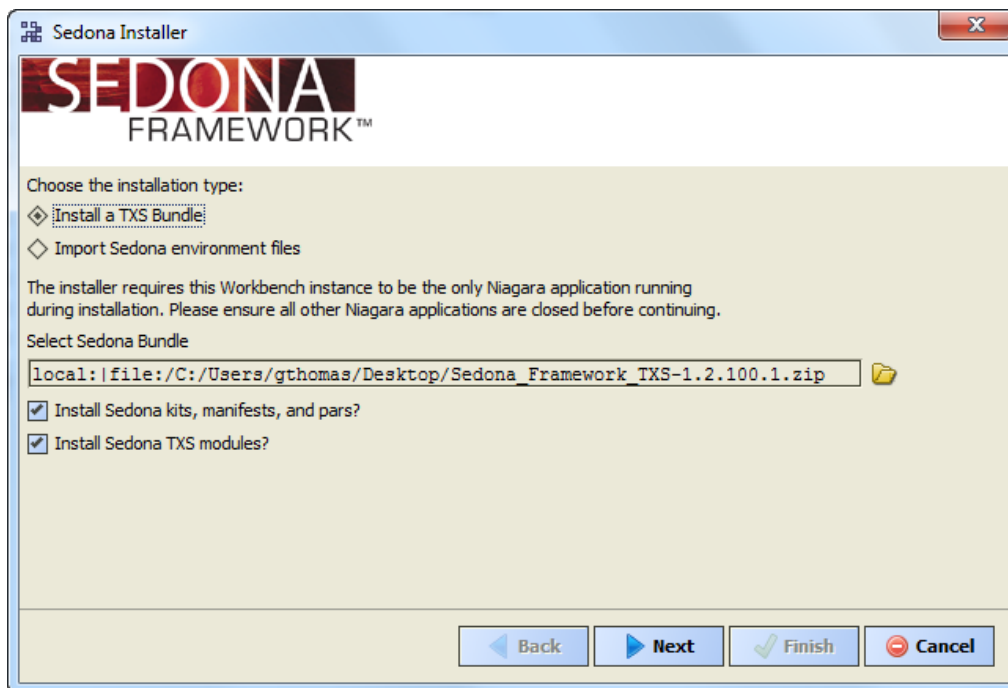 Sedona Installer
SEDONA
FRAMEWORK™
Choose the installation type:
Install a TXS Bundle
Import Sedona environment files
The installer requires this Workbench instance to be the only Niagara application running
during installation. Please ensure all other Niagara applications are closed before continuing.
Select Sedona Bundle
local:|file:/C:/Users/gthomas/Desktop/Sedona_Framework_TXS-1.2.100.1.zip
Install Sedona kits, manifests, and pars?
Install Sedona TXS modules?
Back Next Finish Cancel